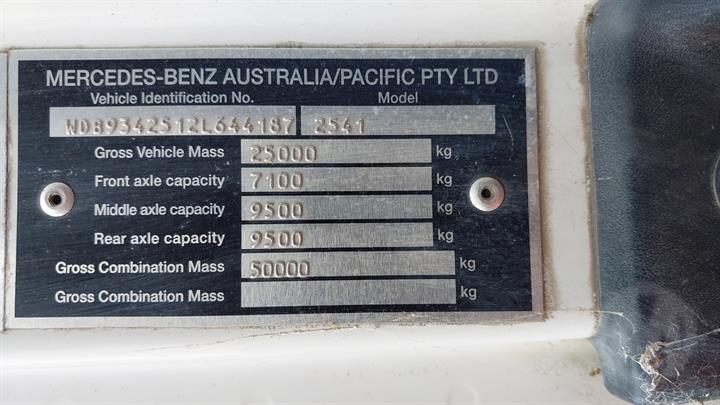 MERCEDES-BENZ AUSTRALIA/PACIFIC PTY LTD
Vehicle Identification No. Model
WDB9342512L644187 2541
Gross Vehicle Mass 25000 kg
Front axle capacity 7100 kg
Middle axle capacity 9500 kg
Rear axle capacity 9500 kg
Gross Combination Mass 50000 kg
Gross Combination Mass kg